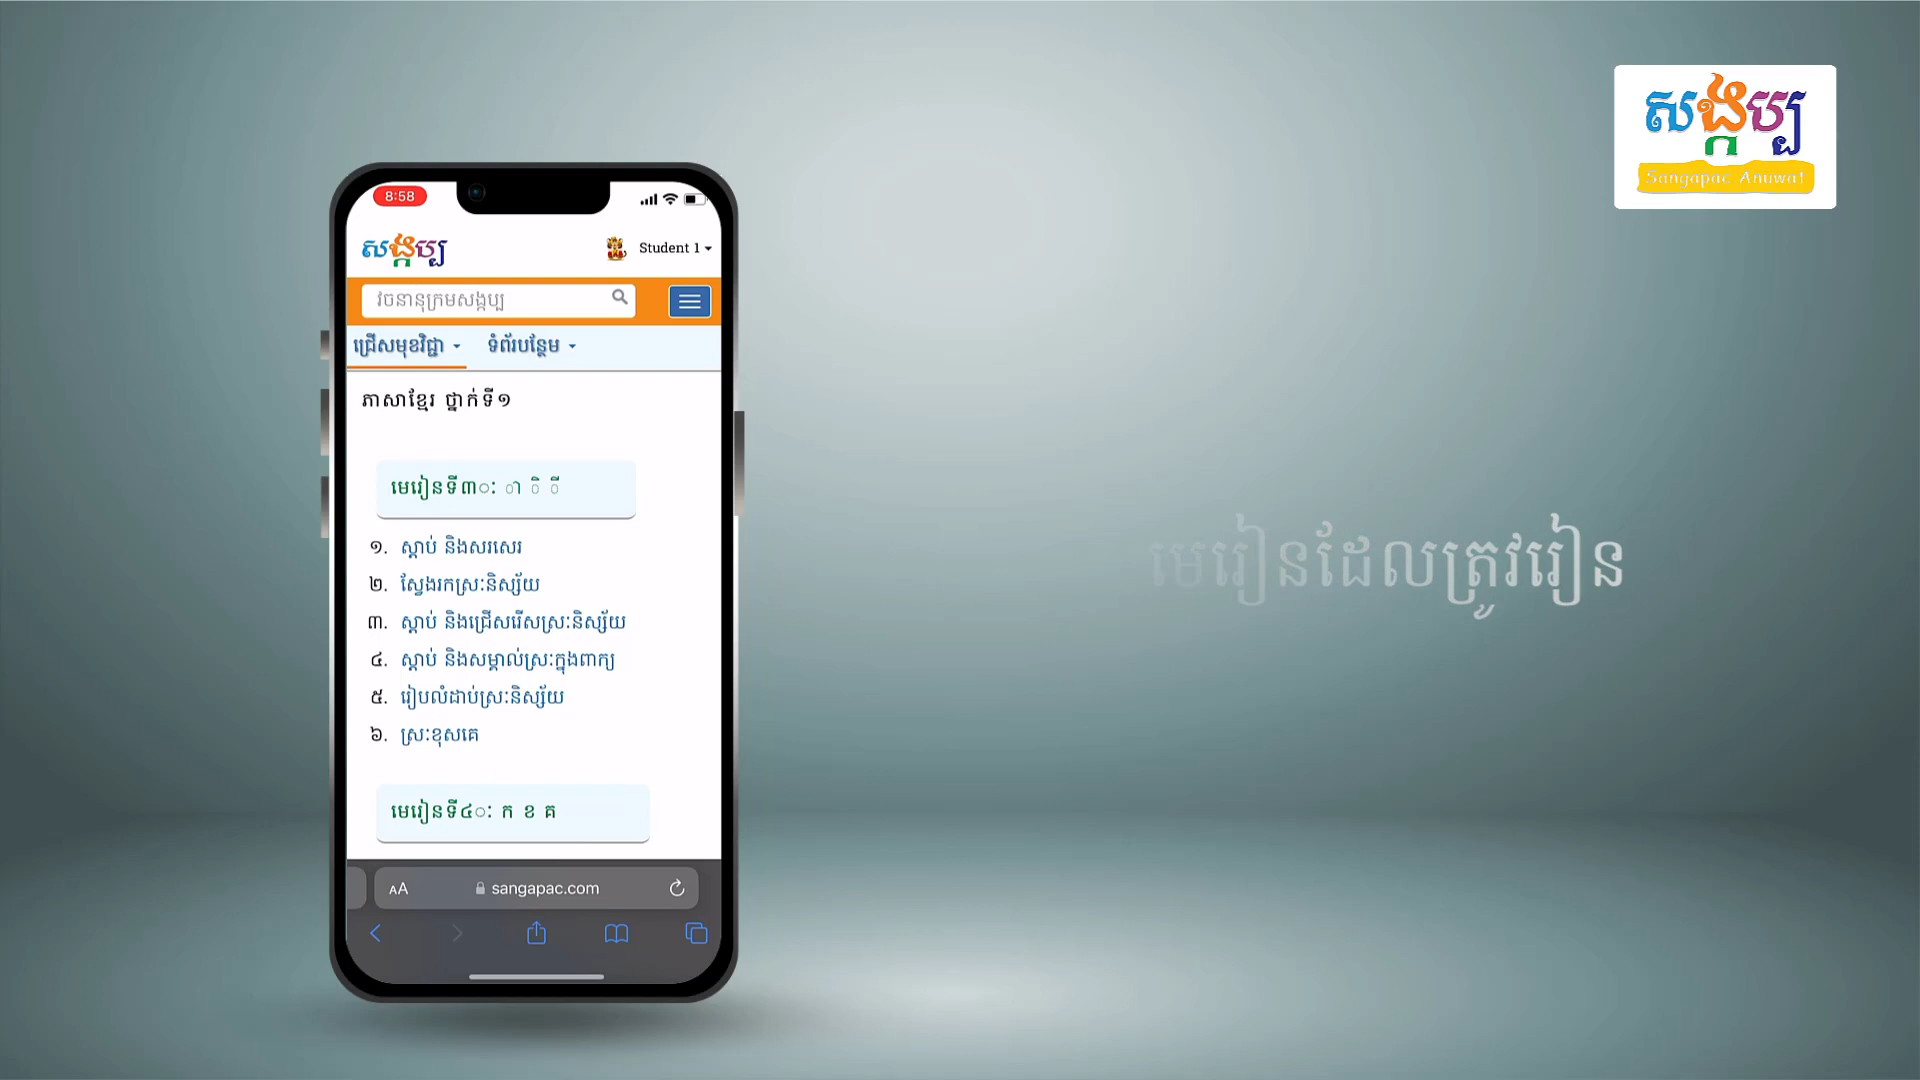 សង្កប្ប
Sangapac Anuwat
8:58
សង្កប្ប
Student 1
វចនានុក្រមសង្កប្ប
ជ្រើសមុខវិជ្ជា
ទំព័របន្ថែម
ភាសាខ្មែរ ថ្នាក់ទី១
មេរៀនទី៣ៈ ា ិ ី
១. ស្ដាប់ និងសរសេរ
២. ស្វែងរកស្រៈនិស្ស័យ
៣. ស្ដាប់ និងជ្រើសរើសស្រៈនិស្ស័យ
៤. ស្ដាប់ និងសម្គាល់ស្រៈក្នុងពាក្យ
៥. រៀបលំដាប់ស្រៈនិស្ស័យ
៦. ស្រៈខុសគេ
មេរៀនទី៤ៈ ក ខ គ
AA
sangapac.com
មេរៀនដែលត្រូវរៀន